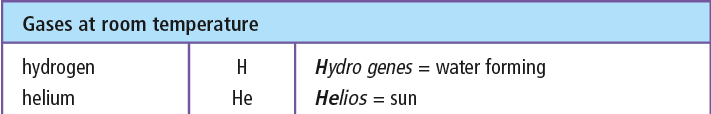 Gases at room temperature
hydrogen H Hydro genes = water forming
helium He Helios = sun